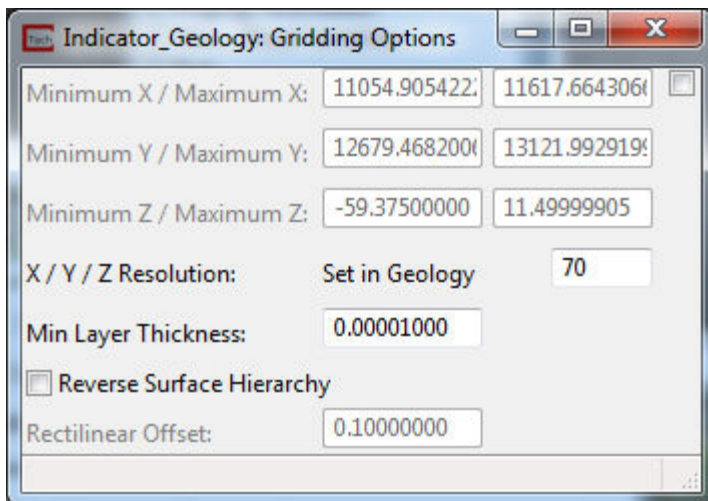 Tech Indicator_Geology: Gridding Options
Minimum X / Maximum X: 11054.905422 11617.664306
Minimum Y / Maximum Y: 12679.468200 13121.992919
Minimum Z / Maximum Z: -59.37500000 11.49999905
X / Y / Z Resolution: Set in Geology 70
Min Layer Thickness: 0.00001000
Reverse Surface Hierarchy
Rectilinear Offset: 0.10000000